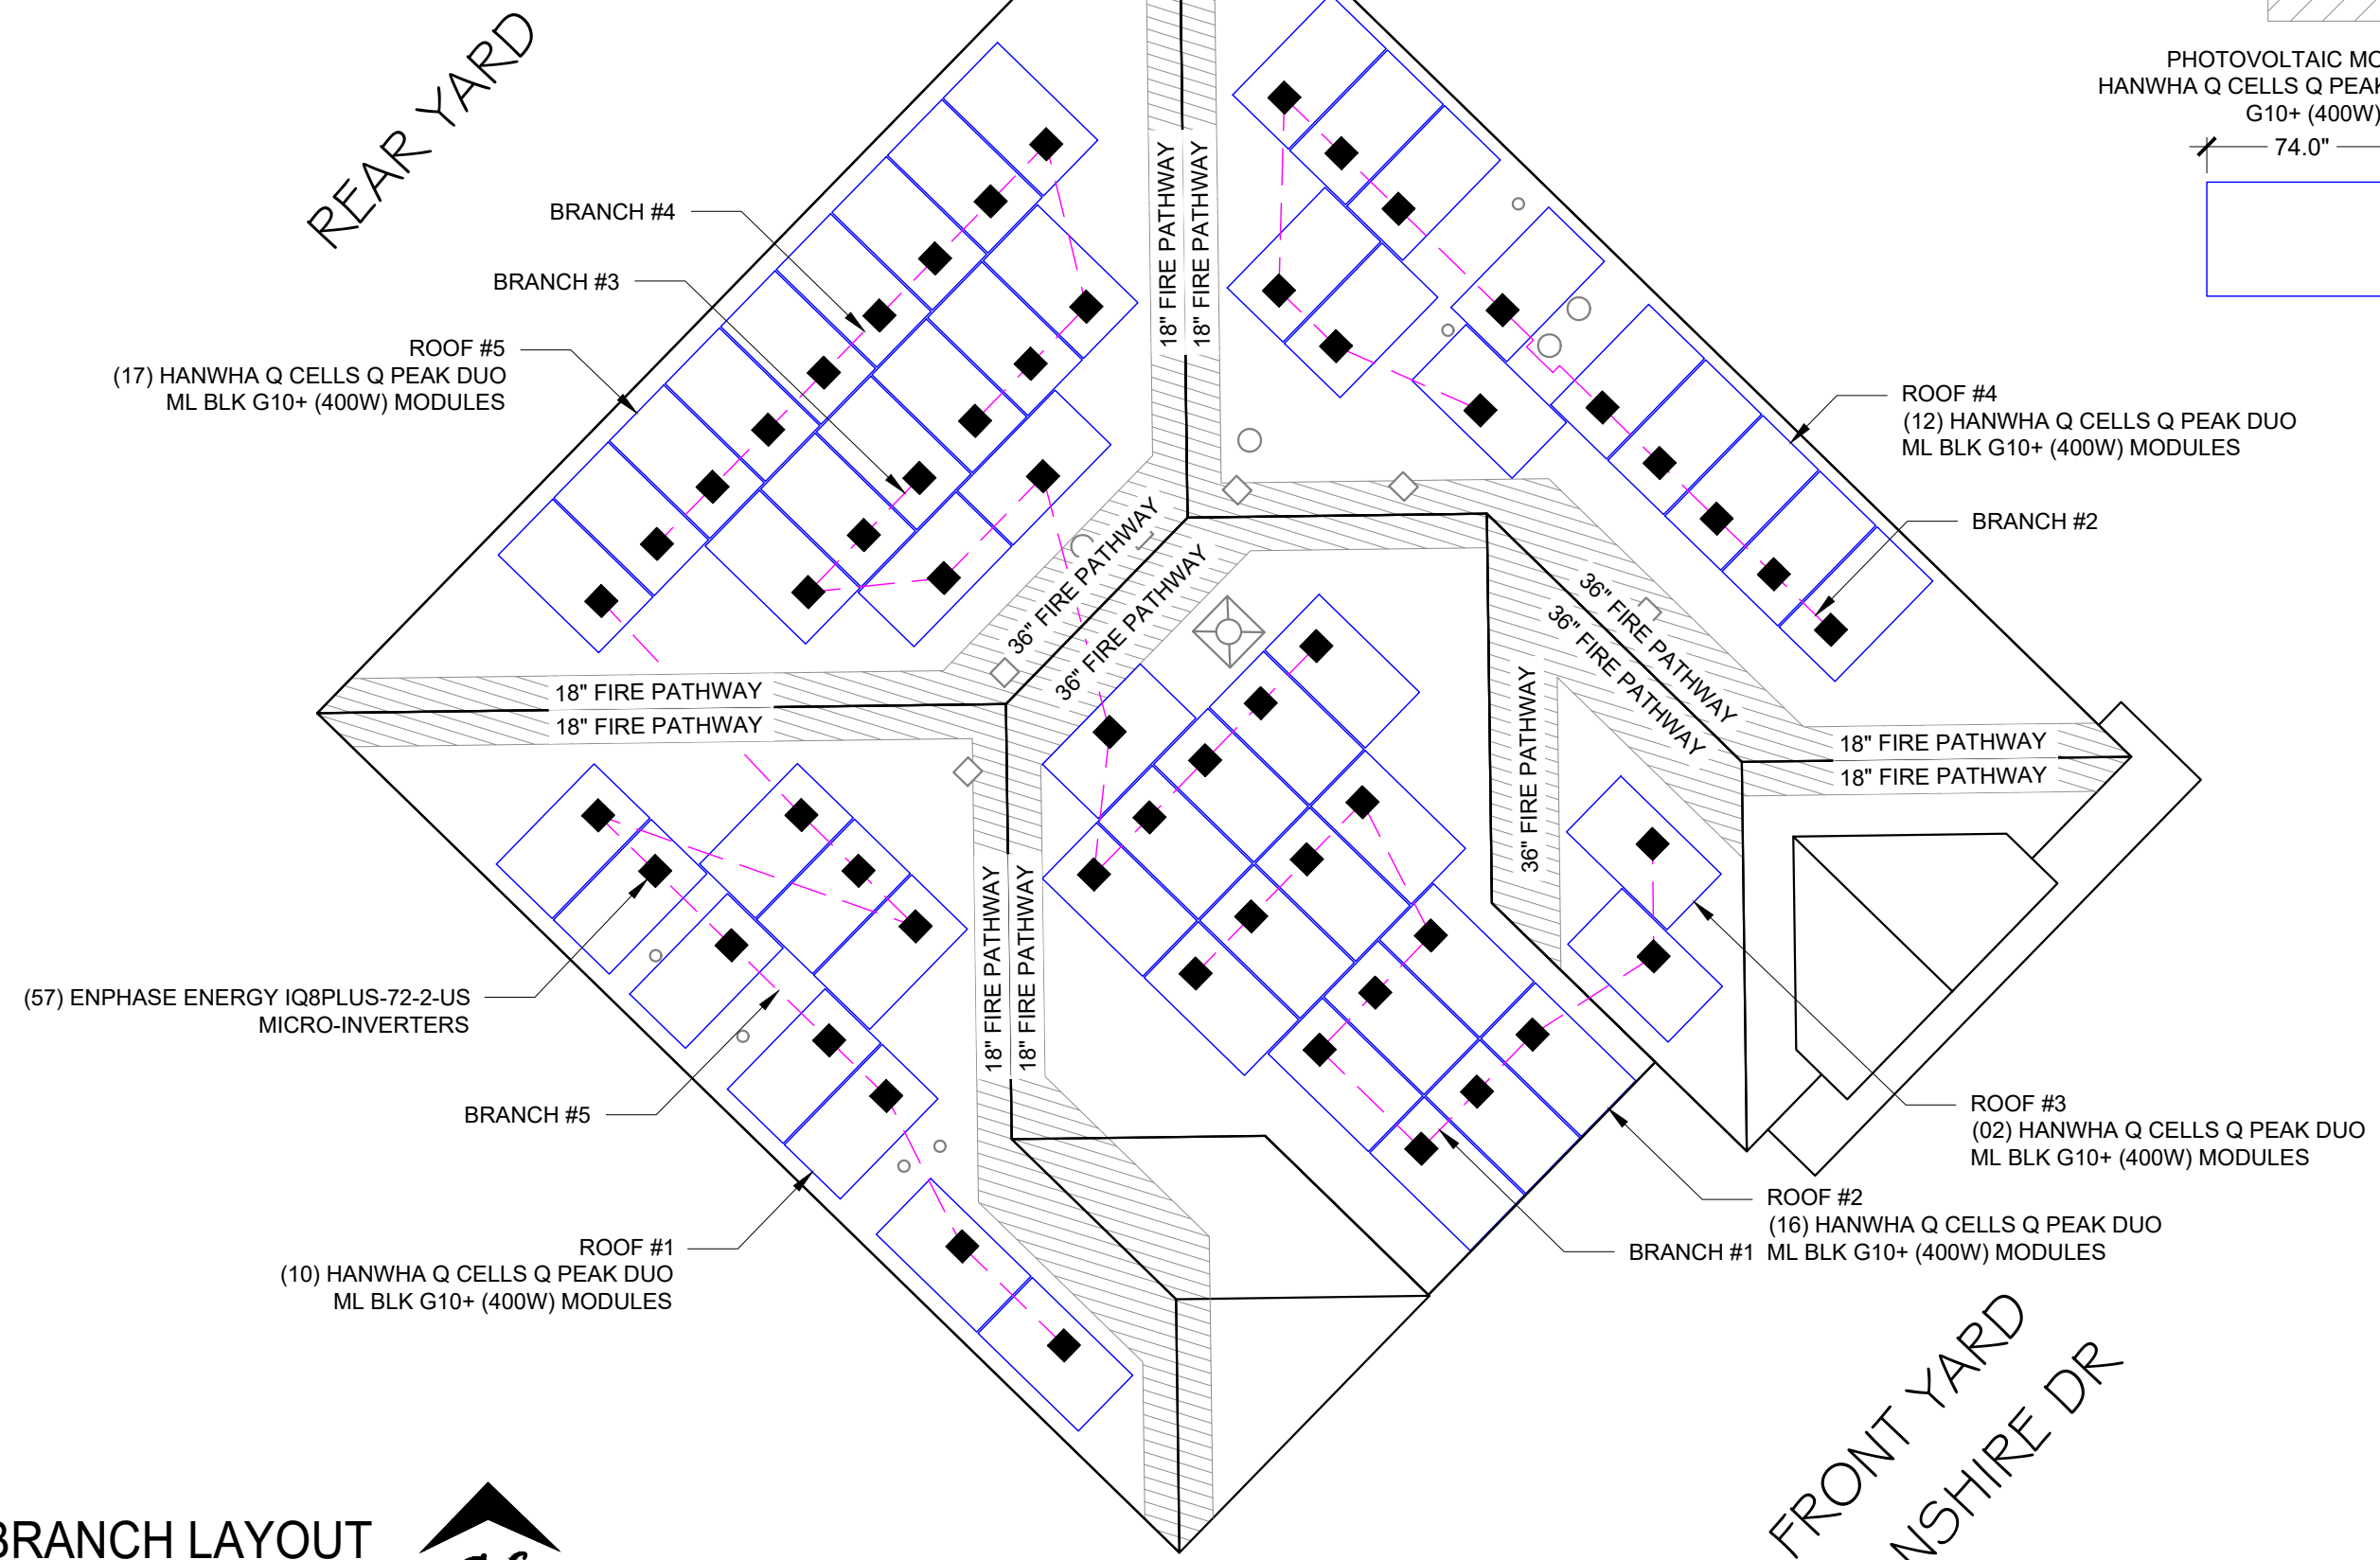 REAR YARD
PHOTOVOLTAIC
HANWHA Q CELLS Q PEAK
G10+ (400W)
74.0"
BRANCH #4
BRANCH #3
ROOF #5
(17) HANWHA Q CELLS Q PEAK DUO
ML BLK G10+ (400W) MODULES
18" FIRE PATHWAY
18" FIRE PATHWAY
ROOF #4
(12) HANWHA Q CELLS Q PEAK DUO
ML BLK G10+ (400W) MODULES
BRANCH #2
36" FIRE PATHWAY
36" FIRE PATHWAY
36" FIRE PATHWAY
36" FIRE PATHWAY
36" FIRE PATHWAY
18" FIRE PATHWAY
18" FIRE PATHWAY
18" FIRE PATHWAY
18" FIRE PATHWAY
18" FIRE PATHWAY
18" FIRE PATHWAY
(57) ENPHASE ENERGY IQ8PLUS-72-2-US
MICRO-INVERTERS
BRANCH #5
ROOF #3
(02) HANWHA Q CELLS Q PEAK DUO
ML BLK G10+ (400W) MODULES
ROOF #2
(16) HANWHA Q CELLS Q PEAK DUO
ML BLK G10+ (400W) MODULES
BRANCH #1
ROOF #1
(10) HANWHA Q CELLS Q PEAK DUO
ML BLK G10+ (400W) MODULES
FRONT YARD
NSHIRE DR
BRANCH LAYOUT